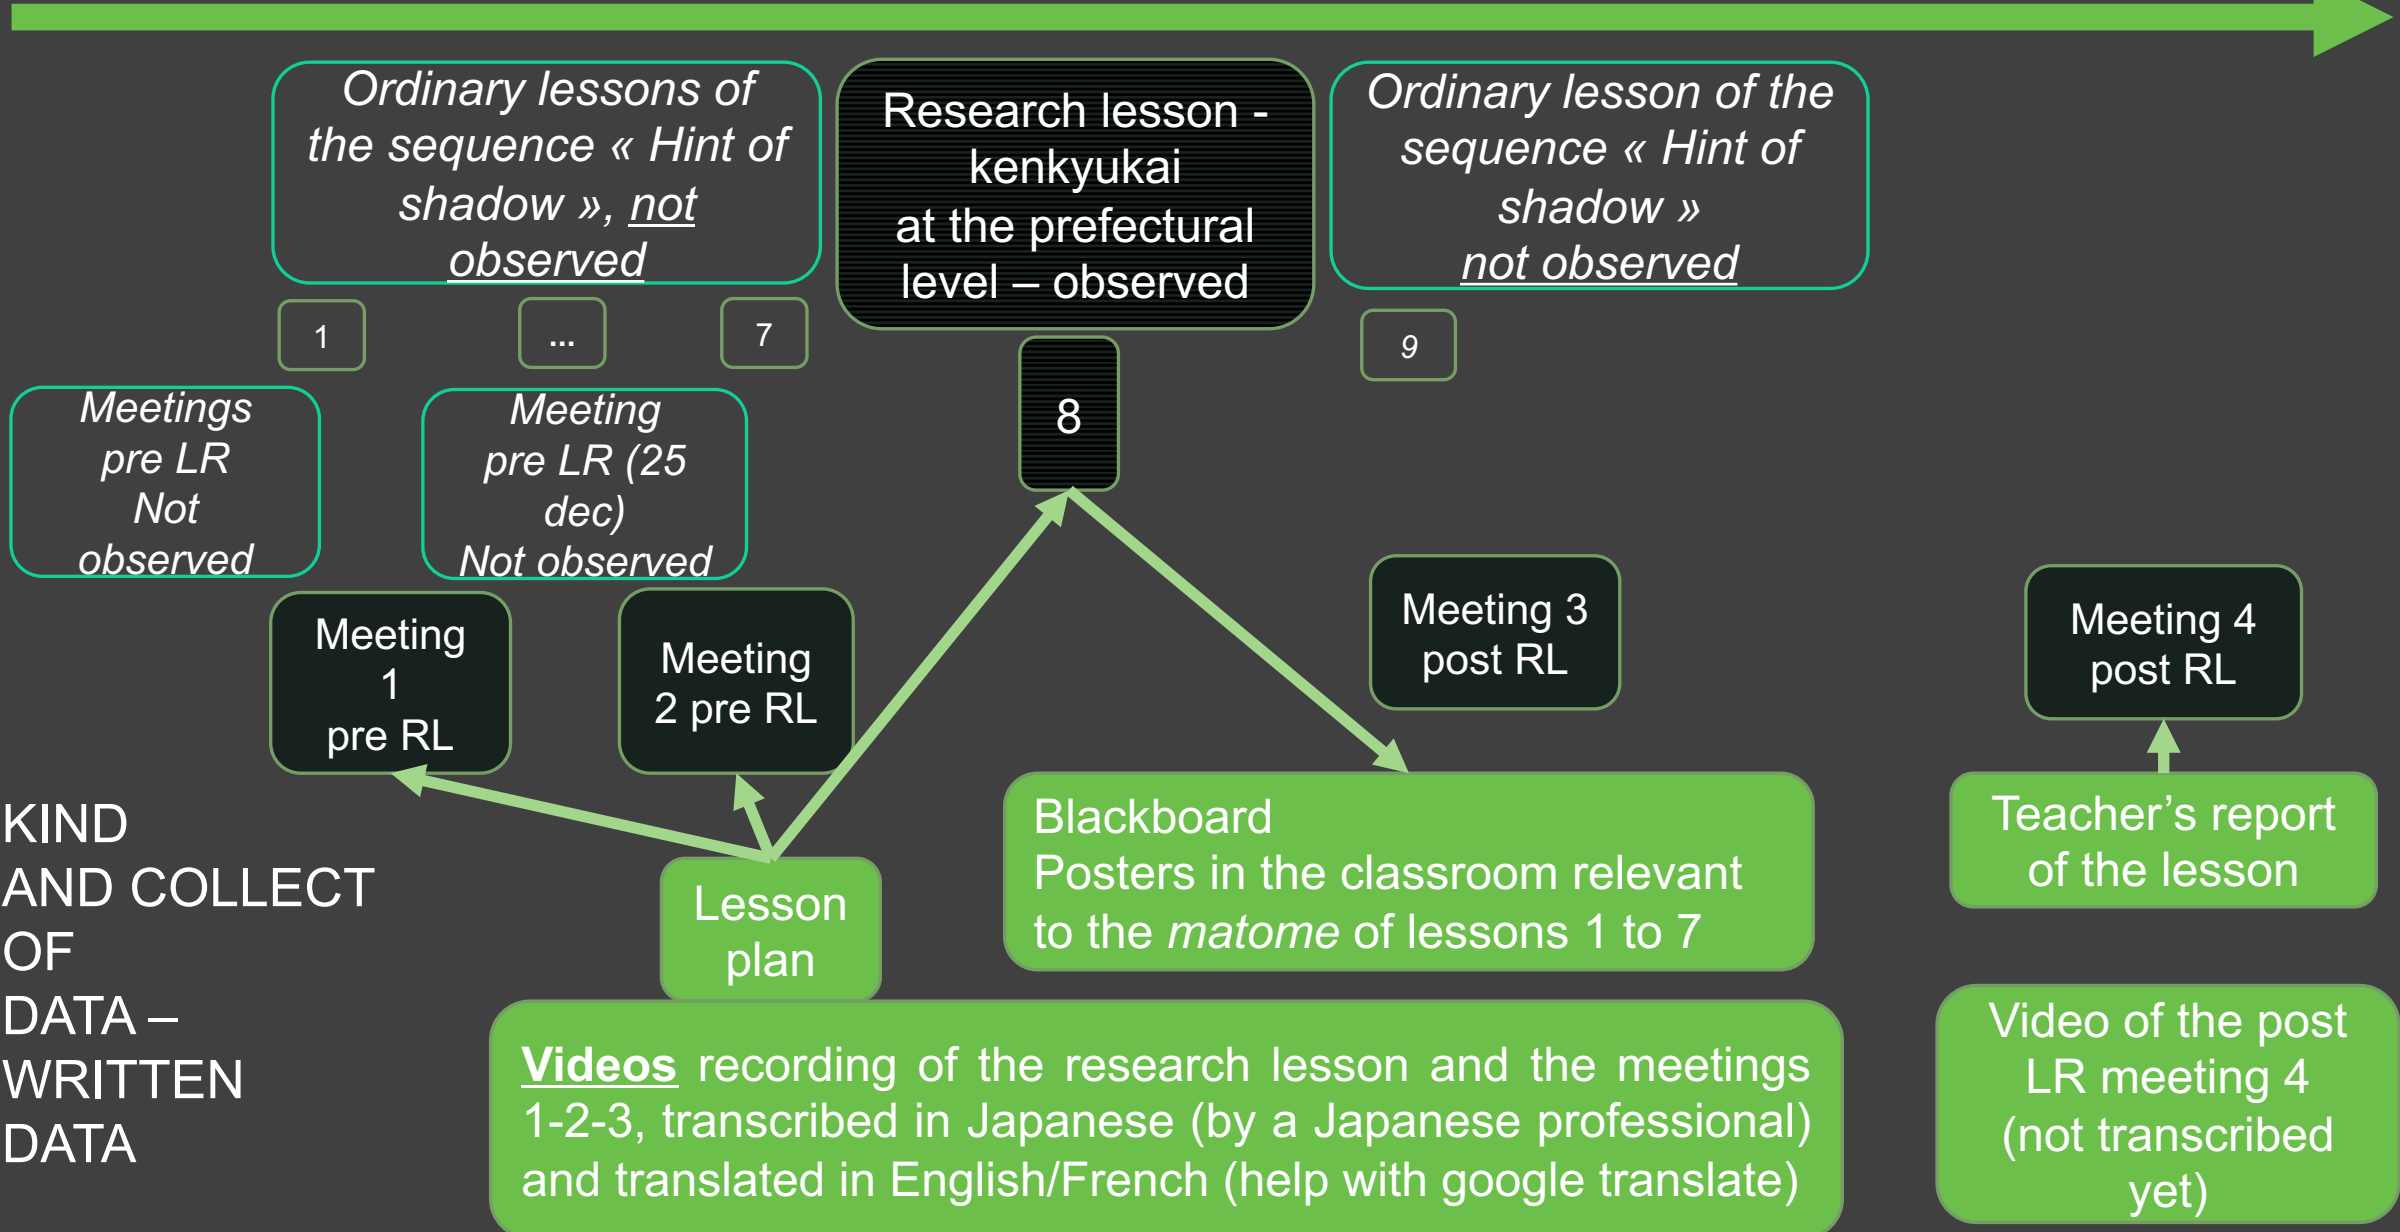 Ordinary lessons of
the sequence « Hint of
shadow », not
observed
Research lesson -
kenkyukai
at the prefectural
level – observed
Ordinary lesson of the
sequence « Hint of
shadow »
not observed
1
...
7
8
9
Meetings
pre LR
Not
observed
Meeting
pre LR (25
dec)
Not observed
Meeting
1
pre RL
Meeting
2 pre RL
Meeting 3
post RL
Meeting 4
post RL
KIND
AND COLLECT
OF
DATA –
WRITTEN
DATA
Lesson
plan
Blackboard
Posters in the classroom relevant
to the matome of lessons 1 to 7
Teacher’s report
of the lesson
Videos recording of the research lesson and the meetings
1-2-3, transcribed in Japanese (by a Japanese professional)
and translated in English/French (help with google translate)
Video of the post
LR meeting 4
(not transcribed
yet)